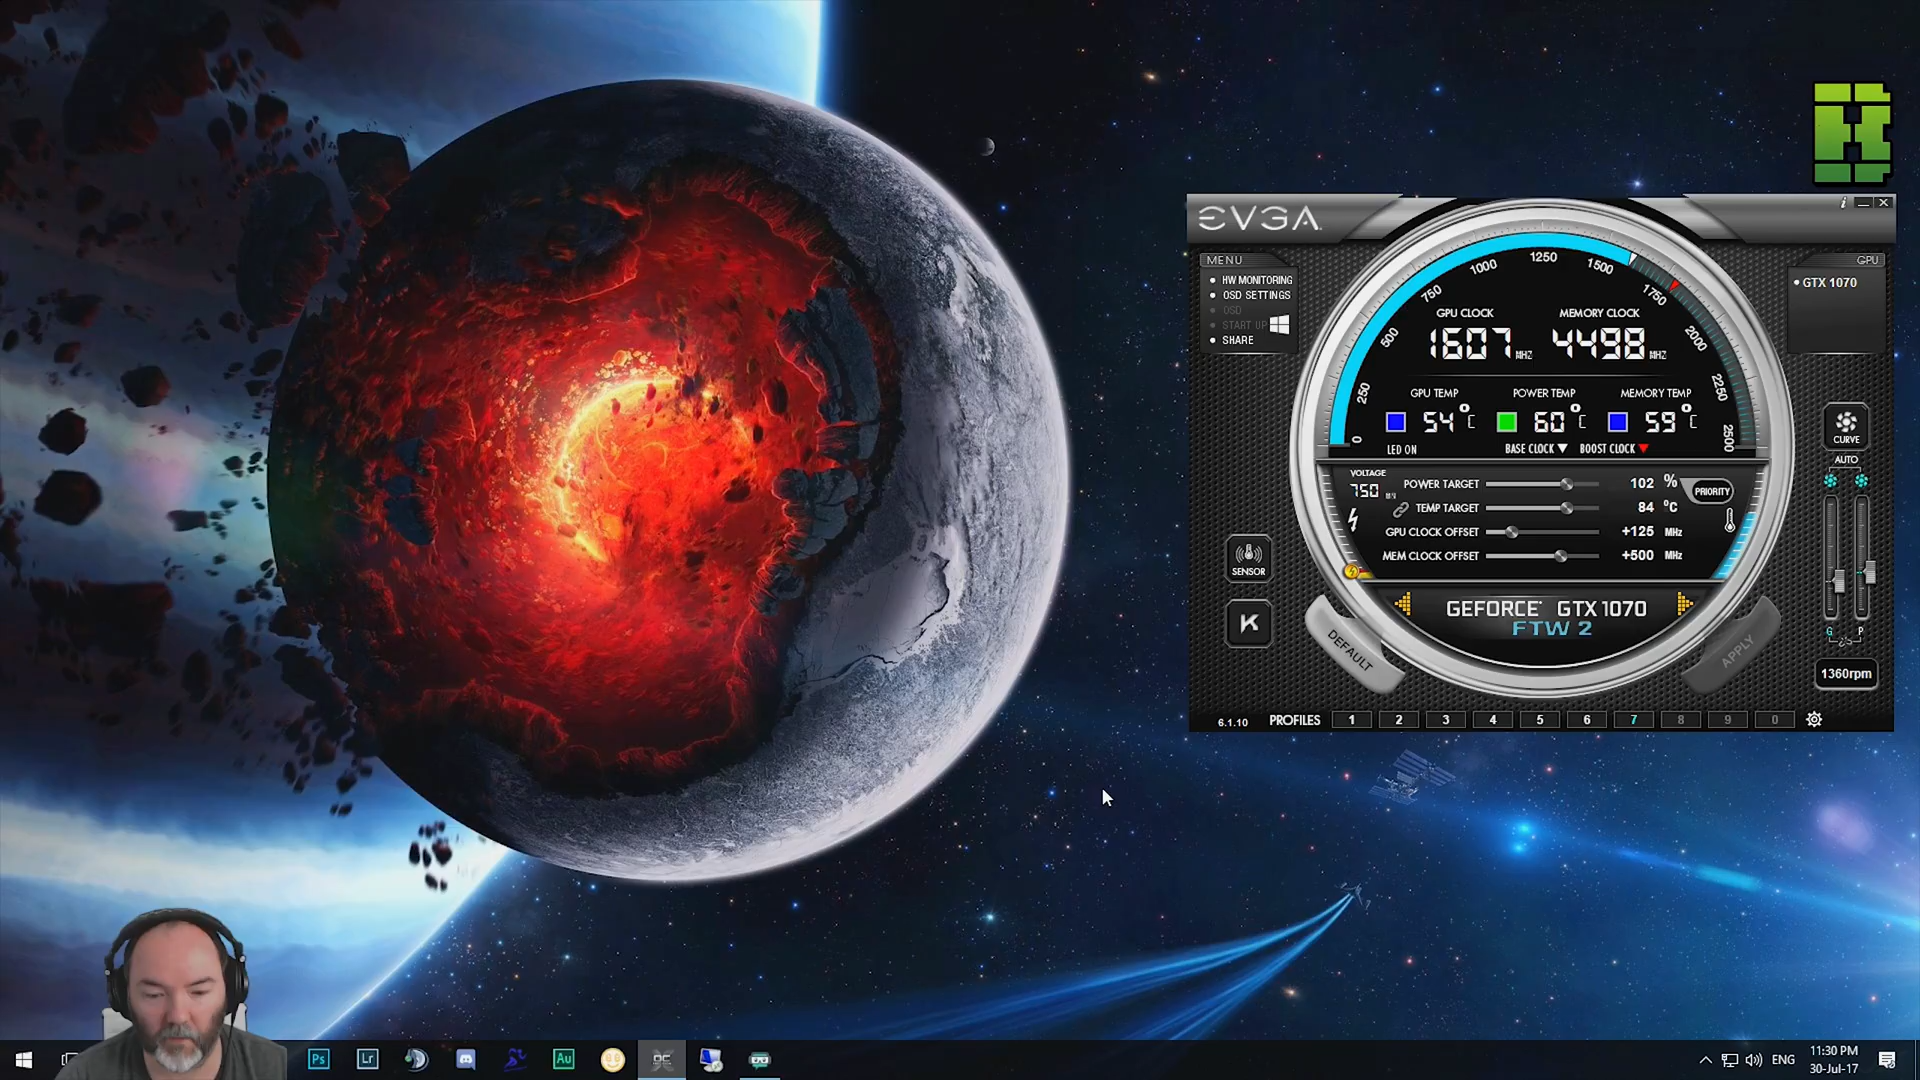 EVGA
i
MENU
HW MONITORING
OSD SETTINGS
OSD
START UP
SHARE
GPU
GTX 1070
0
250
500
750
1000
1250
1500
1750
2000
2250
2500
GPU CLOCK
MEMORY CLOCK
1607 MHZ
4498 MHZ
GPU TEMP
POWER TEMP
MEMORY TEMP
54 °C
60 °C
59 °C
LED ON
BASE CLOCK
BOOST CLOCK
CURVE
AUTO
VOLTAGE
750
POWER TARGET 102 %
PRIORITY
TEMP TARGET 84 °C
GPU CLOCK OFFSET +125 MHz
MEM CLOCK OFFSET +500 MHz
SENSOR
K
GEFORCE GTX 1070
FTW 2
DEFAULT
APPLY
G P
1360rpm
6.1.10 PROFILES 1 2 3 4 5 6 7 8 9 0
Ps Lr Au OC
ENG
11:30 PM
30-Jul-17